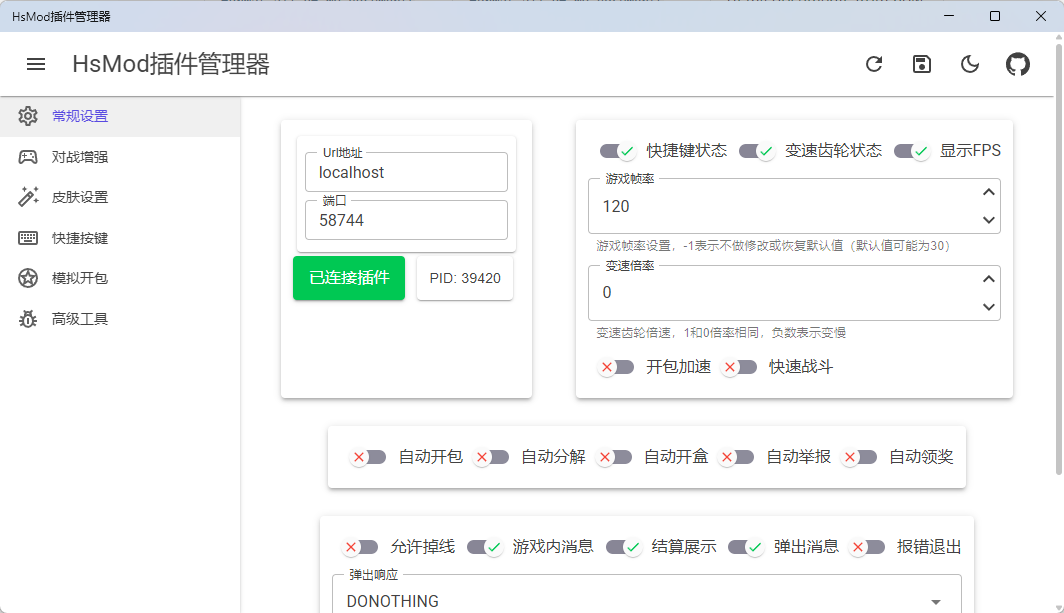 HsMod插件管理器
HsMod插件管理器
常规设置
对战增强
皮肤设置
快捷按键
模拟开包
高级工具
Url地址
localhost
端口
58744
已连接插件 PID: 39420
快捷键状态 变速齿轮状态 显示FPS
游戏帧率
120
游戏帧率设置，-1表示不做修改或恢复默认值（默认值可能为30）
变速倍率
0
变速齿轮倍速，1和0倍率相同，负数表示变慢
开包加速 快速战斗
自动开包 自动分解 自动开盒 自动举报 自动领奖
允许掉线 游戏内消息 结算展示 弹出消息 报错退出
弹出响应
DONOTHING